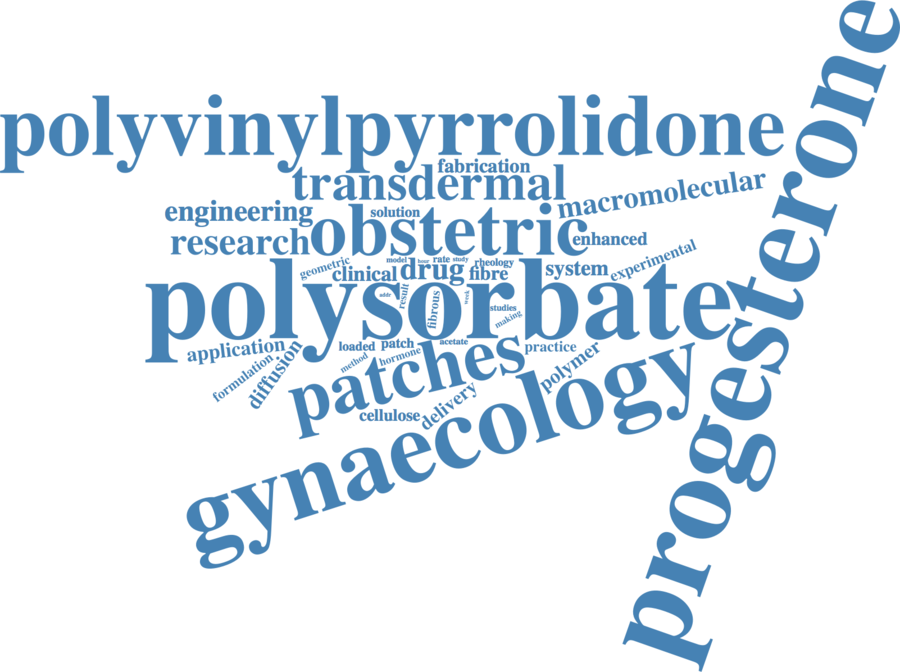 polyvinylpyrrolidone
progesterone
fabrication
transdermal
macromolecular
engineering
solution
research
obstetric
enhanced
geometric
model
hour
rate
study
rheology
clinical
drug
fibre
system
experimental
polysorbate
addr
result
fibrous
week
studies
making
application
loaded
patch
acetate
practice
method
hormone
formulation
diffusion
patches
polymer
cellulose
delivery
gynaecology